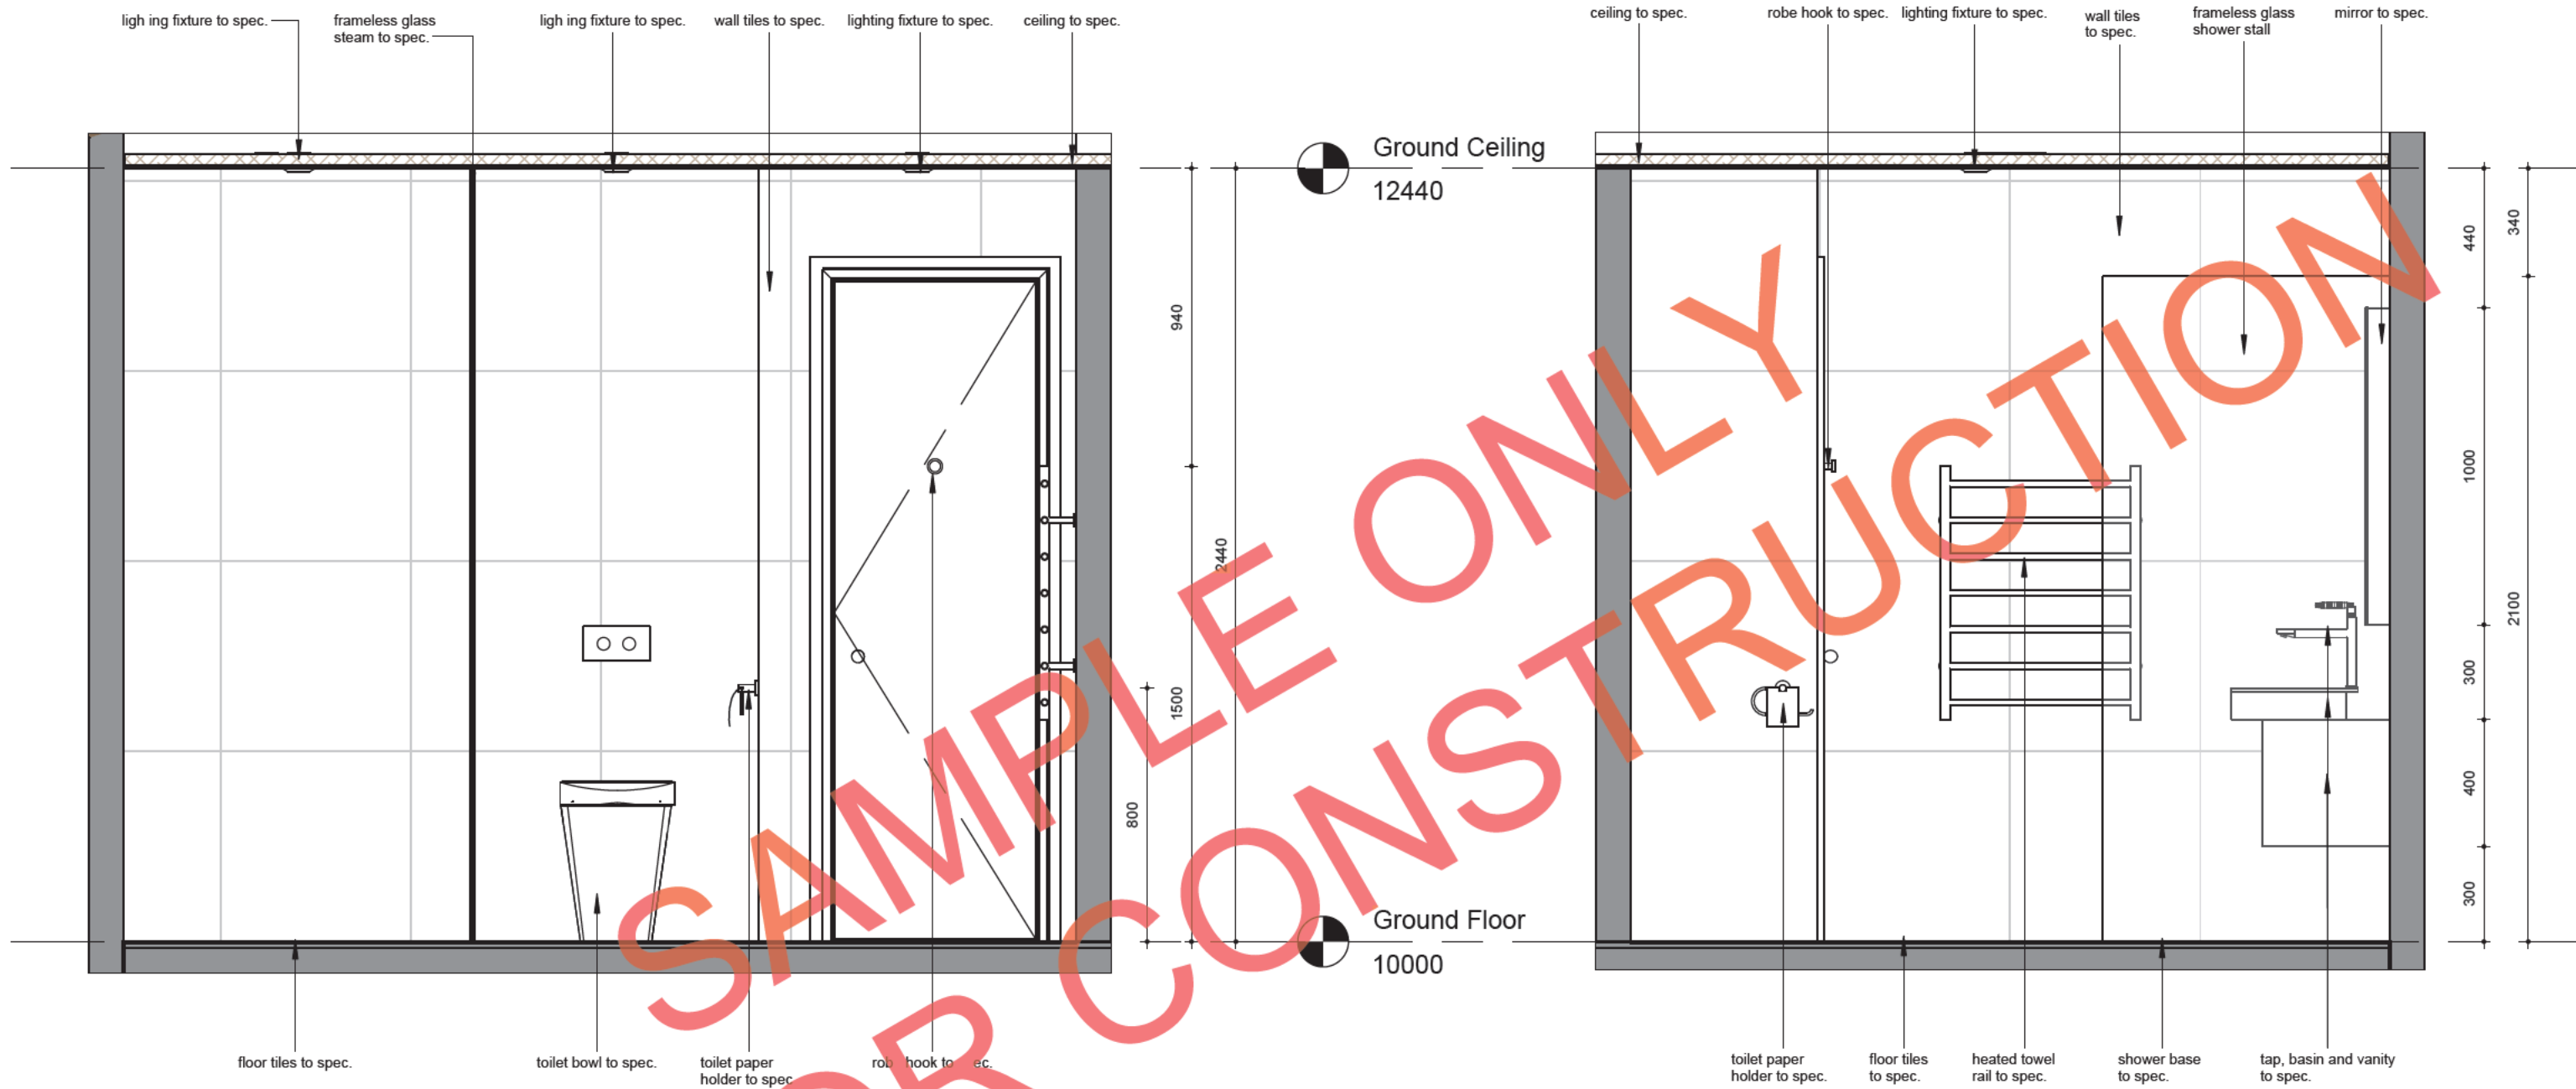 ligh ing fixture to spec.
frameless glass
steam to spec.
ligh ing fixture to spec.
wall tiles to spec.
lighting fixture to spec.
ceiling to spec.
ceiling to spec.
robe hook to spec.
lighting fixture to spec.
wall tiles
to spec.
frameless glass
shower stall
mirror to spec.
Ground Ceiling
12440
940
2440
1500
800
440
340
1000
2100
300
400
300
SAMPLE ONLY
OR CONSTRUCTION
Ground Floor
10000
floor tiles to spec.
toilet bowl to spec.
toilet paper
holder to spec
rob hook to ec.
toilet paper
holder to spec.
floor tiles
to spec.
heated towel
rail to spec.
shower base
to spec.
tap, basin and vanity
to spec.